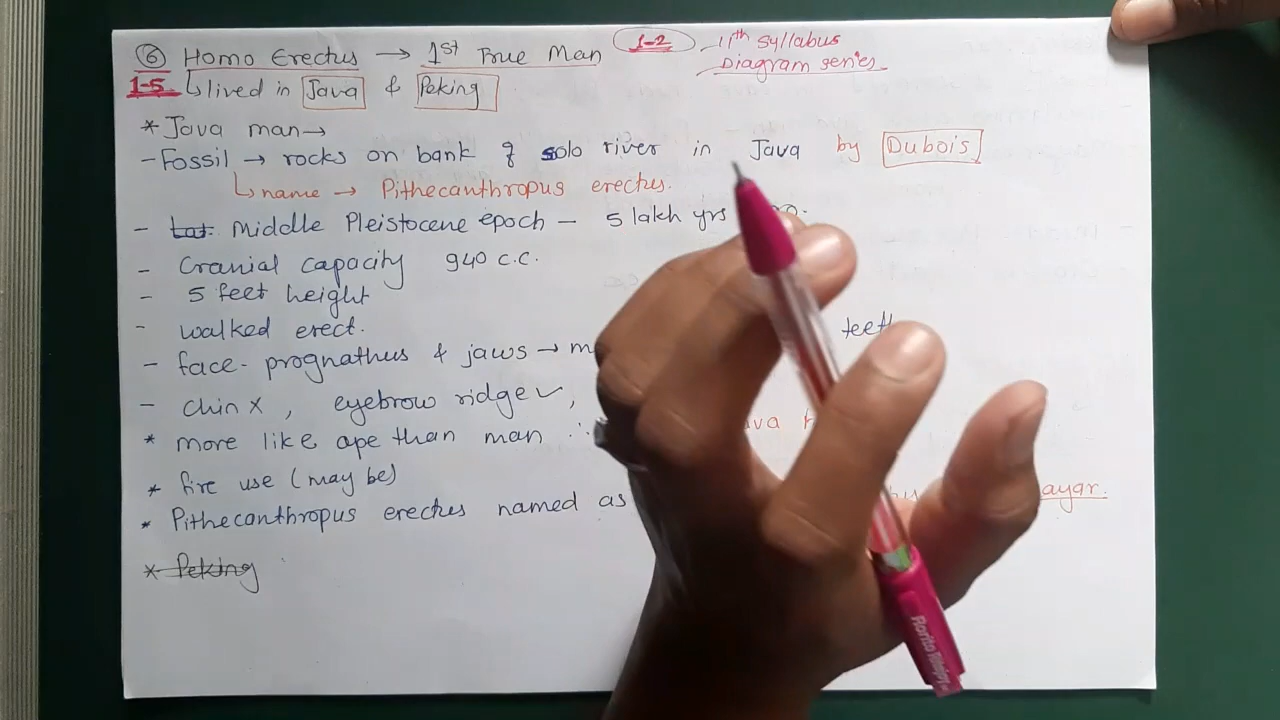 ⑥ Homo Erectus → 1st True Man
1-2
11th syllabus
Diagram series
1-5
↳ lived in Java & Peking
* Java man →
- Fossil → rocks on bank of solo river in Java by Dubois
↳ name → Pithecanthropus erectus.
- Lat. Middle Pleistocene epoch - 5 lakh yrs
- Cranial capacity 940 c.c.
- 5 feet height
- walked erect.
- face - prognathus & jaws → teeth
- chin x, eyebrow ridge ✓,
* more like ape than man ∴
* fire use (may be)
* Pithecanthropus erectus named as ayar.
* Peking
Rorito